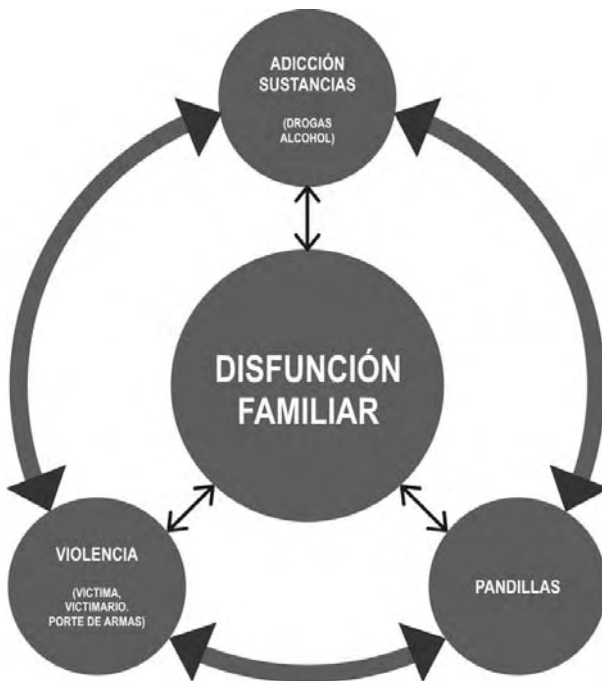 ADICCIÓN
SUSTANCIAS
(DROGAS
ALCOHOL)
DISFUNCIÓN
FAMILIAR
VIOLENCIA
(VICTIMA,
VICTIMARIO.
PORTE DE ARMAS)
PANDILLAS